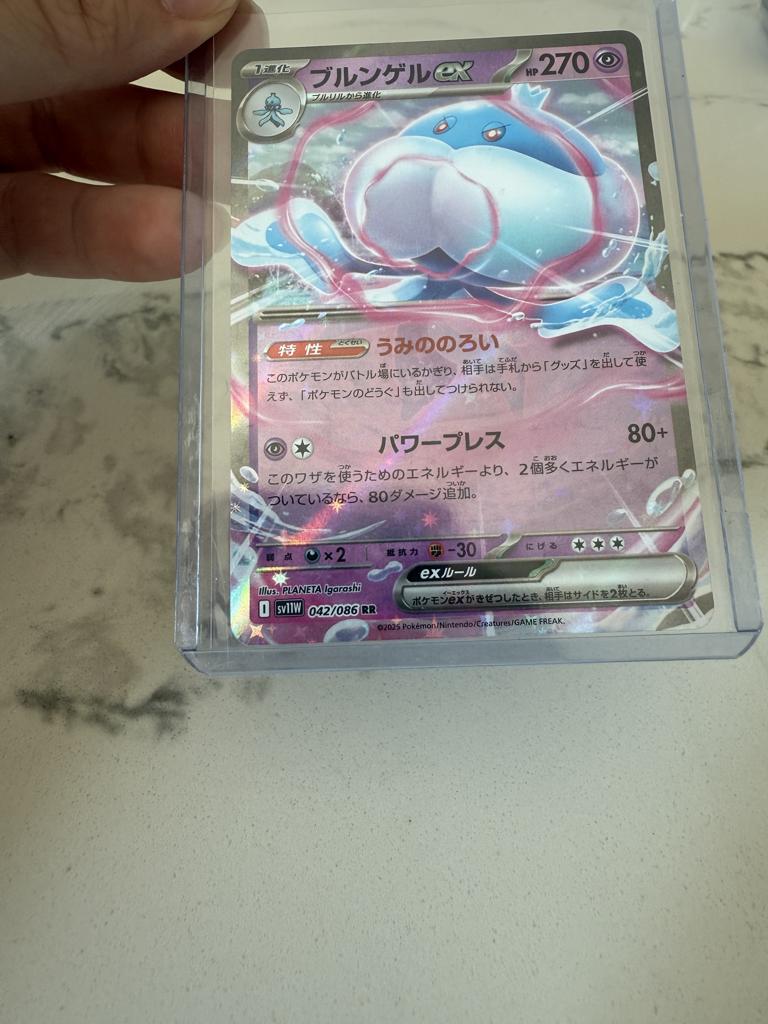 1進化 ブルンゲルex HP270
ブルリルから進化
特性 とくせい うみののろい
このポケモンがバトル場にいるかぎり、相手は手札から「グッズ」を出して使
えず、「ポケモンのどうぐ」も出してつけられない。
パワープレス 80+
このワザを使うためのエネルギーより、2個多くエネルギーが
ついているなら、80ダメージ追加。
弱点 ×2 抵抗力 -30 にげる
exルール
ポケモンexがきぜつしたとき、相手はサイドを2枚とる。
Illus. PLANETA Igarashi
I sv11W 042/086 RR
©2025 Pokémon/Nintendo/Creatures/GAME FREAK.